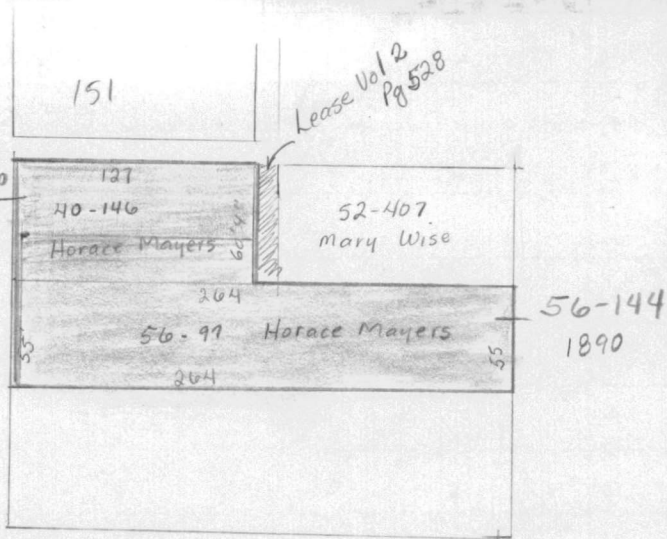 151
Lease Vol 2
Pg 528
127
40-146
Horace Mayers
52-407
Mary Wise
264
56-97 Horace Mayers
55'
55
264
56-144
1890